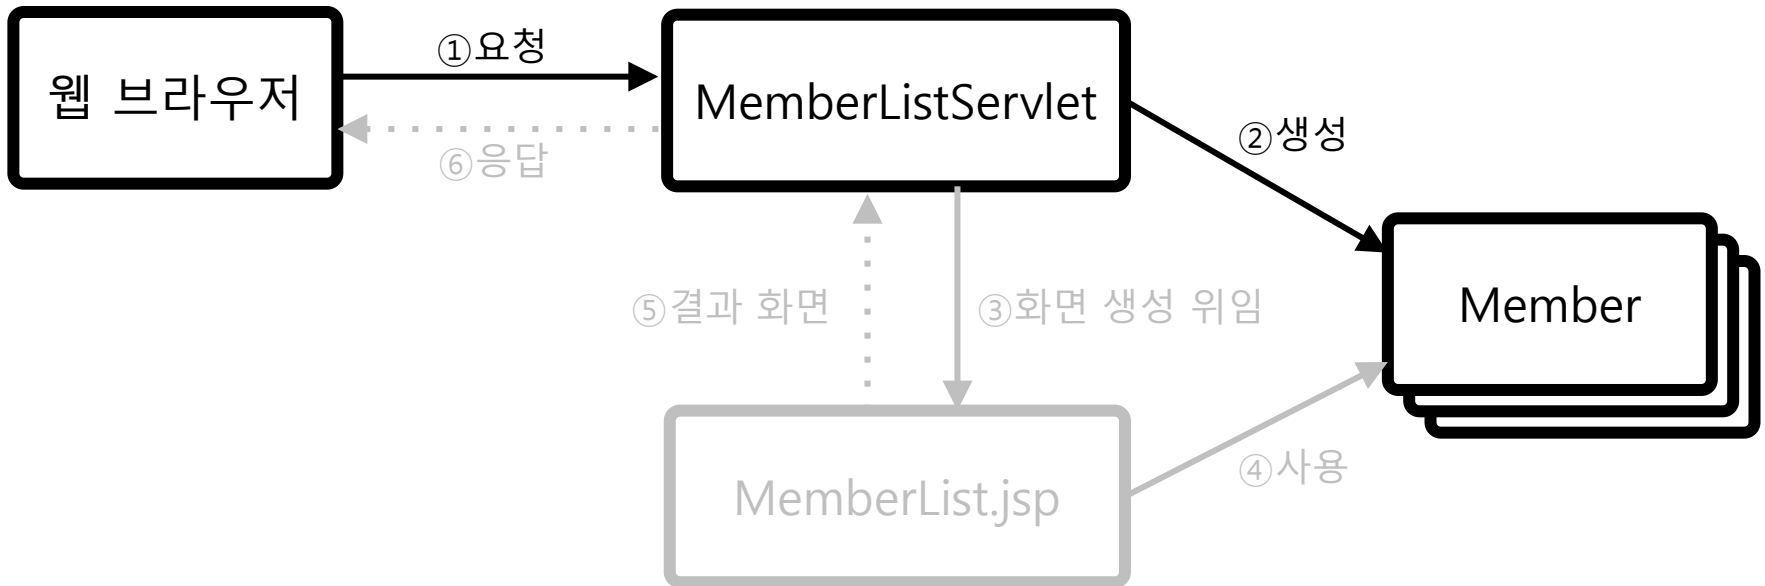 웹 브라우저
①요청
⑥응답
MemberListServlet
②생성
Member
⑤결과 화면
③화면 생성 위임
④사용
MemberList.jsp